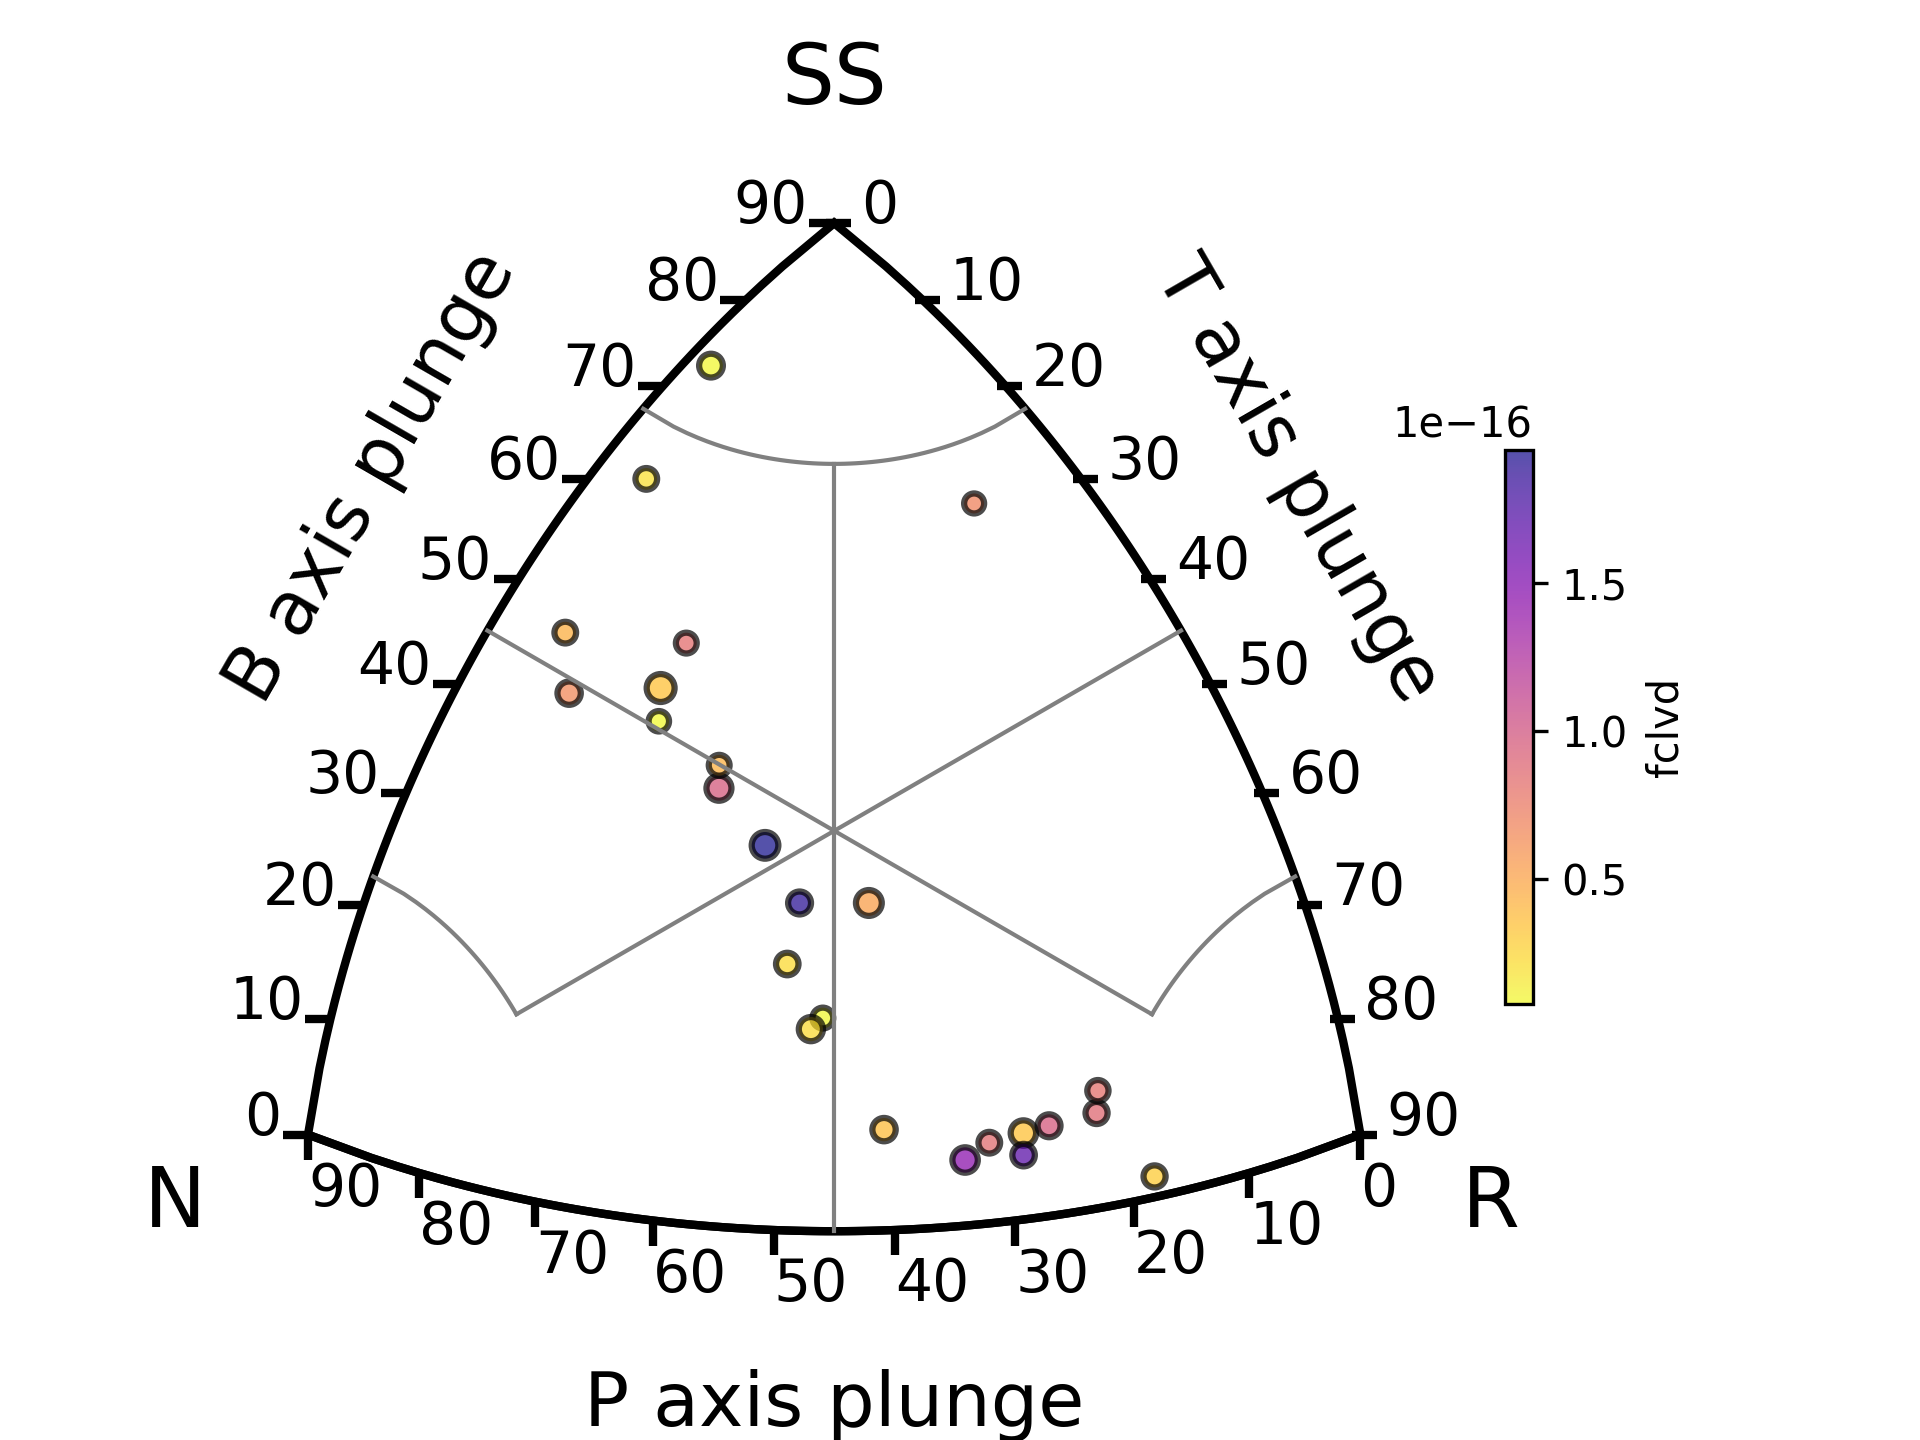 SS
90 0
80 10
70 20
60 30
50 40
40 50
30 60
20 70
10 80
0 90
B axis plunge
T axis plunge
N
R
90 80 70 60 50 40 30 20 10 0
P axis plunge
1e−16
1.5
1.0
0.5
fclvd